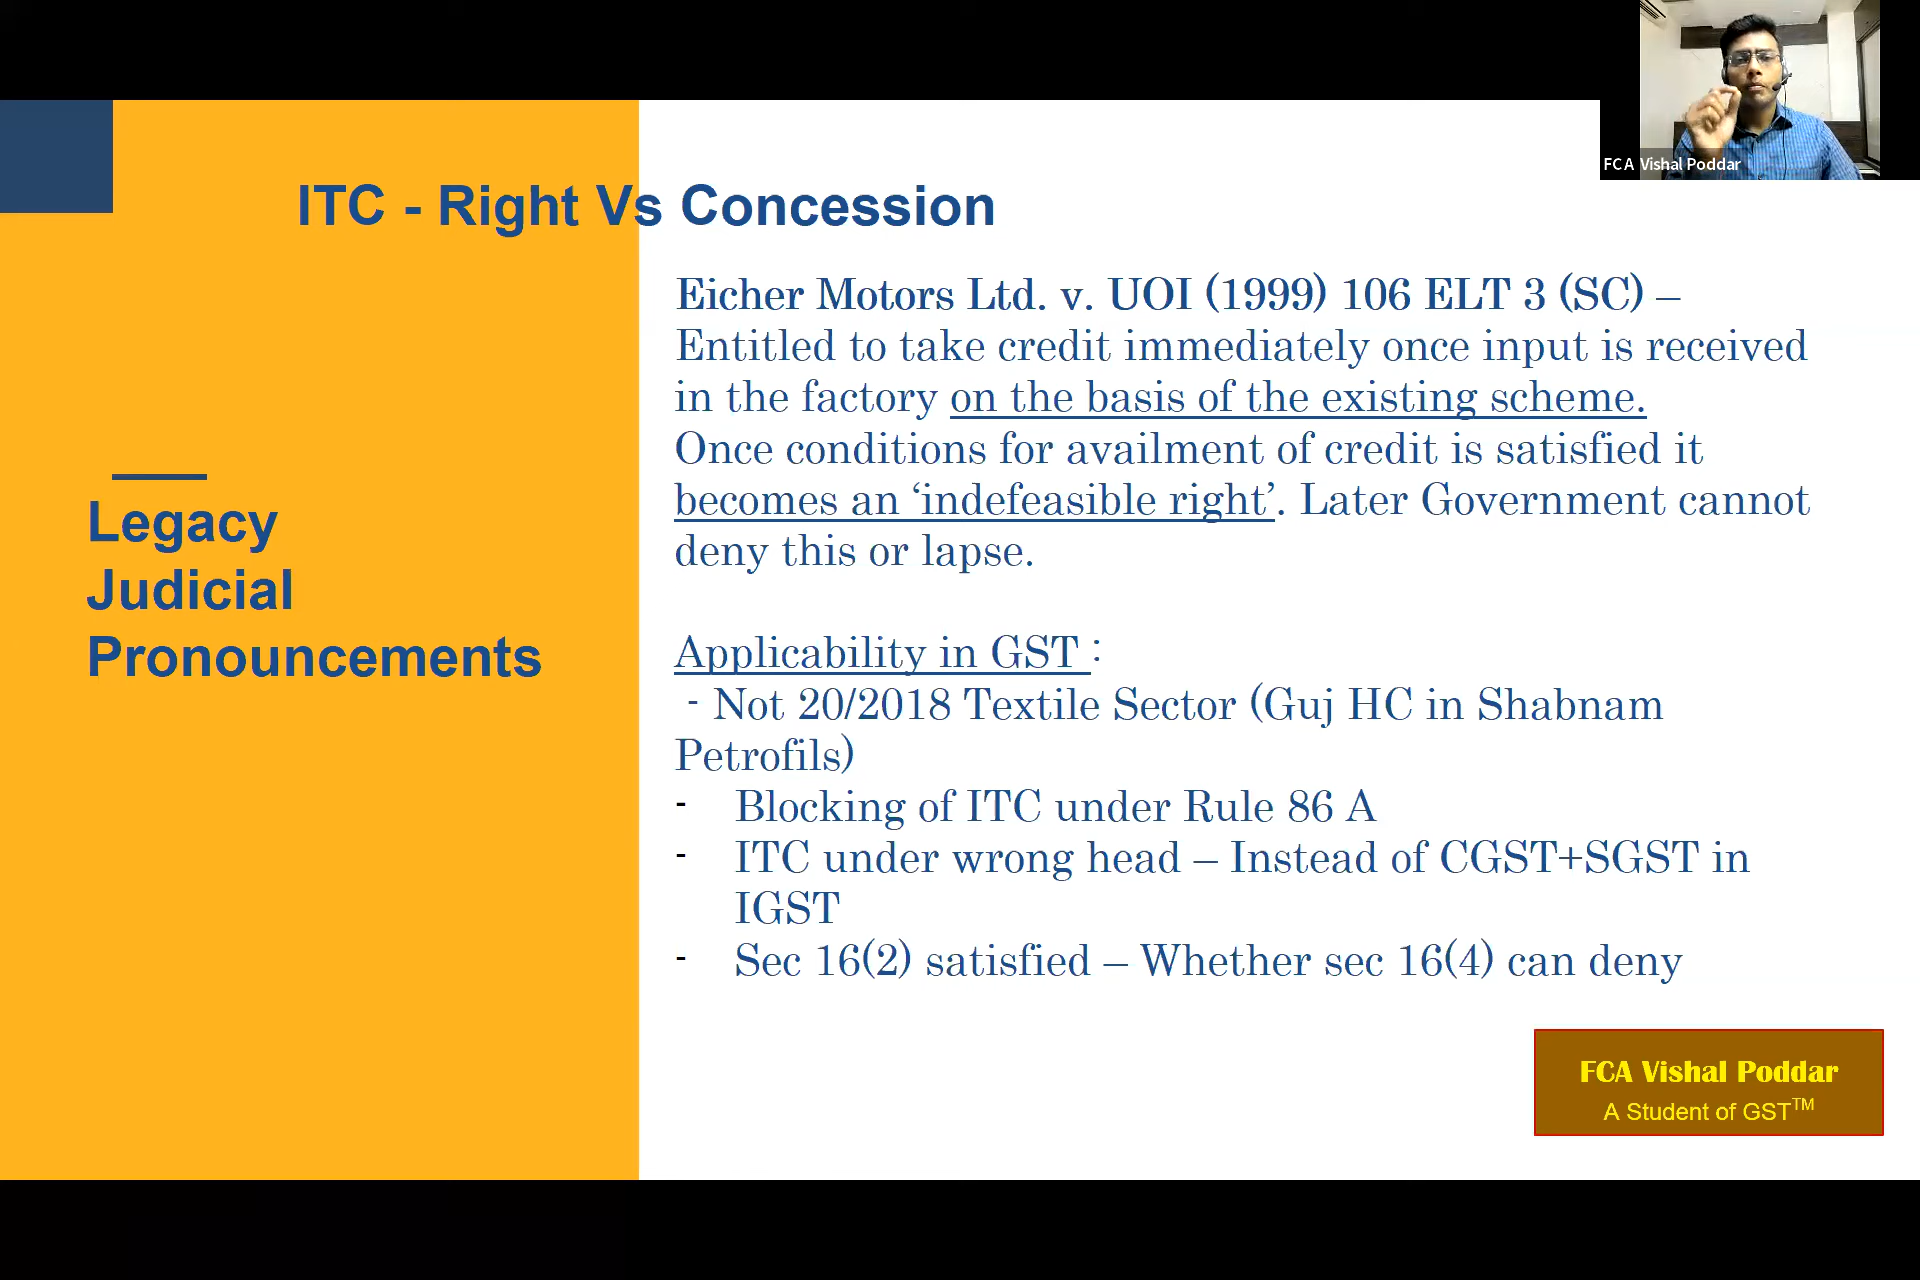 FCA Vishal Poddar
ITC - Right Vs Concession
Legacy
Judicial
Pronouncements
Eicher Motors Ltd. v. UOI (1999) 106 ELT 3 (SC) –
Entitled to take credit immediately once input is received
in the factory on the basis of the existing scheme.
Once conditions for availment of credit is satisfied it
becomes an ‘indefeasible right’. Later Government cannot
deny this or lapse.
Applicability in GST :
- Not 20/2018 Textile Sector (Guj HC in Shabnam
Petrofils)
- Blocking of ITC under Rule 86 A
- ITC under wrong head – Instead of CGST+SGST in
IGST
- Sec 16(2) satisfied – Whether sec 16(4) can deny
FCA Vishal Poddar
A Student of GST™